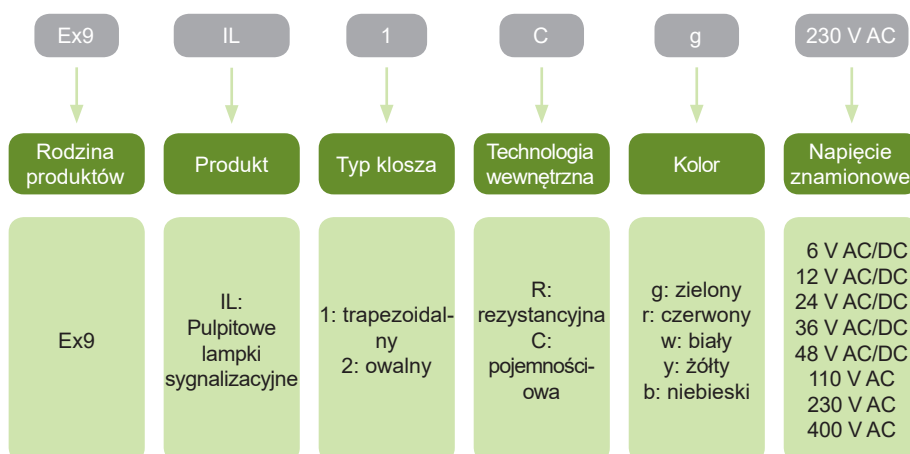 Ex9
IL
1
C
g
230 V AC
Rodzina
produktów
Produkt
Typ klosza
Technologia
wewnętrzna
Kolor
Napięcie
znamionowe
Ex9
IL:
Pulpitowe
lampki
sygnalizacyjne
1: trapezoidal-
ny
2: owalny
R:
rezystancyjna
C:
pojemności-
owa
g: zielony
r: czerwony
w: biały
y: żółty
b: niebieski
6 V AC/DC
12 V AC/DC
24 V AC/DC
36 V AC/DC
48 V AC/DC
110 V AC
230 V AC
400 V AC